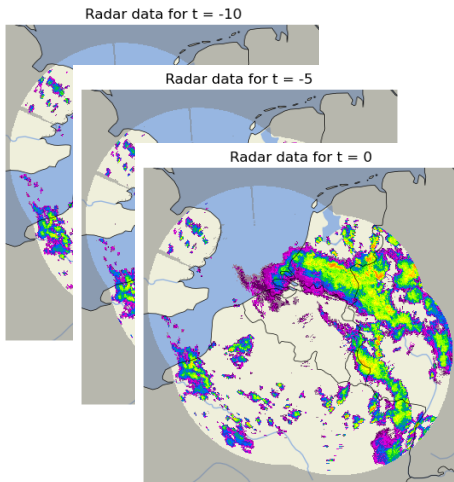 Radar data for t = -10
Radar data for t = -5
Radar data for t = 0